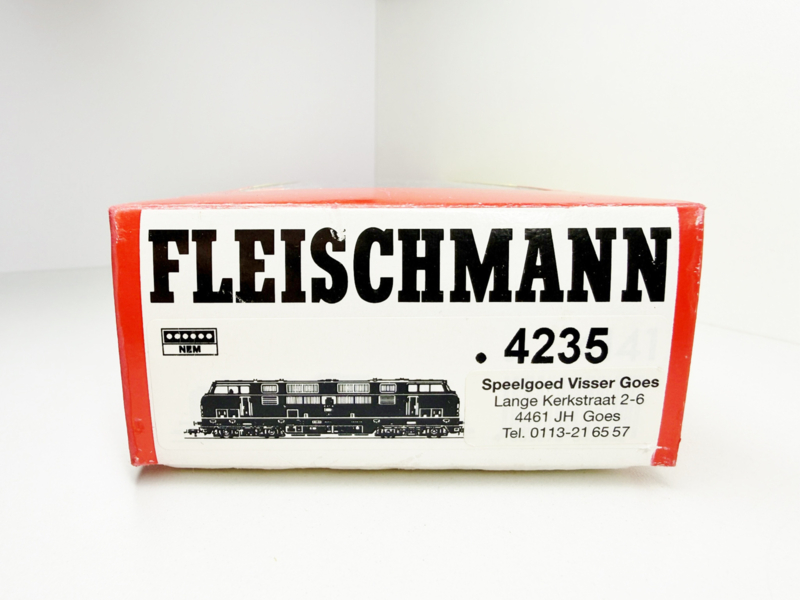 FLEISCHMANN
NEM
. 4235
Speelgoed Visser Goes
Lange Kerkstraat 2-6
4461 JH Goes
Tel. 0113-21 65 57